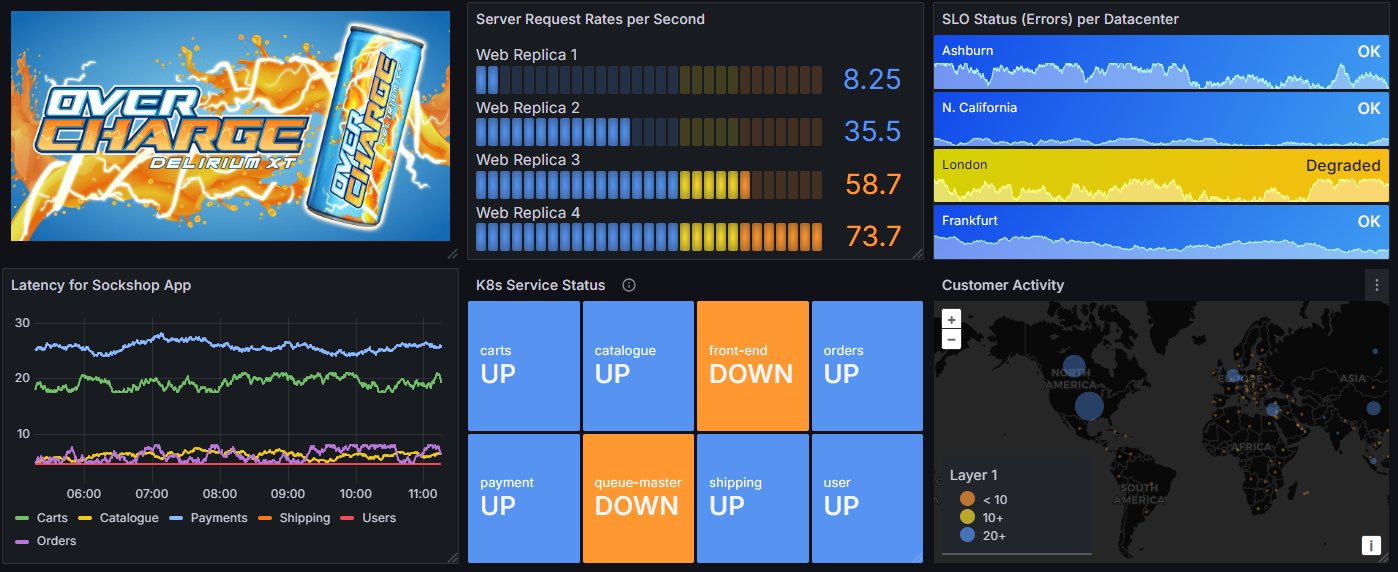 OVER
CHARGE
DELIRIUM XT
OVER
CHARGE
DELIRIUM XT
Server Request Rates per Second
Web Replica 1
8.25
Web Replica 2
35.5
Web Replica 3
58.7
Web Replica 4
73.7
SLO Status (Errors) per Datacenter
Ashburn OK
N. California OK
London Degraded
Frankfurt OK
Latency for Sockshop App
30
20
10
06:00 07:00 08:00 09:00 10:00 11:00
Carts Catalogue Payments Shipping Users
Orders
K8s Service Status
carts
UP
catalogue
UP
front-end
DOWN
orders
UP
payment
UP
queue-master
DOWN
shipping
UP
user
UP
Customer Activity
+
−
NORTH
AMERICA
EUROPE
ASIA
AFRICA
SOUTH
AMERICA
Layer 1
< 10
10+
20+
i